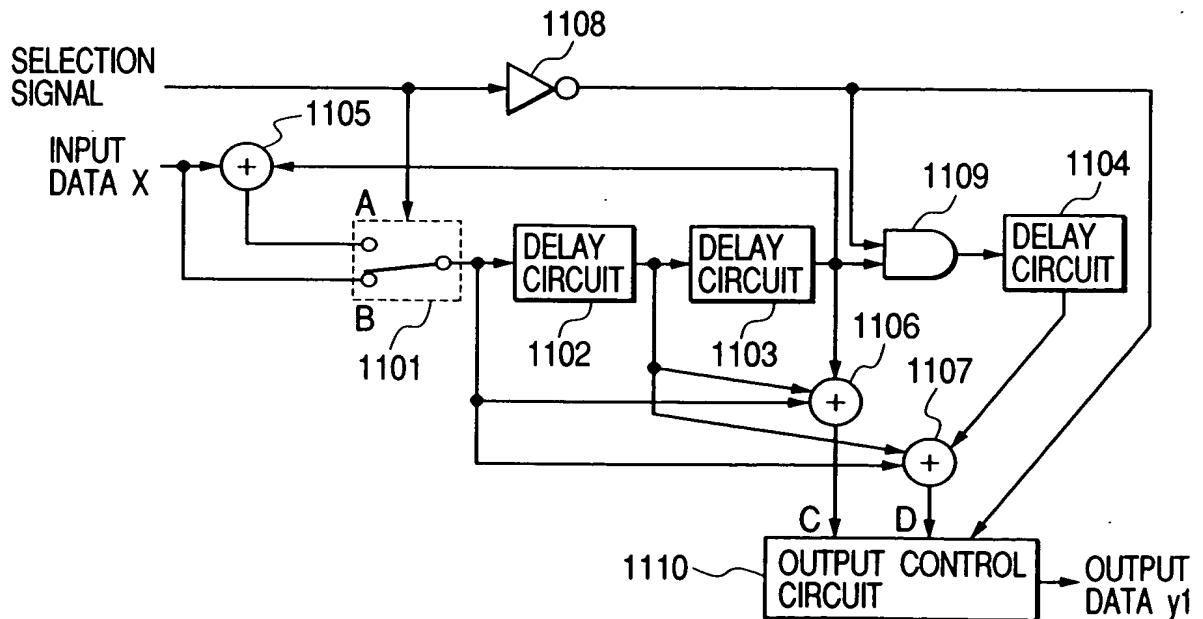 1108
SELECTION
SIGNAL
1105
INPUT
DATA X
+
1109
1104
A
B
DELAY
CIRCUIT
DELAY
CIRCUIT
DELAY
CIRCUIT
1101
1102
1103
1106
+
1107
+
C
D
1110
OUTPUT CONTROL
CIRCUIT
OUTPUT
DATA y1